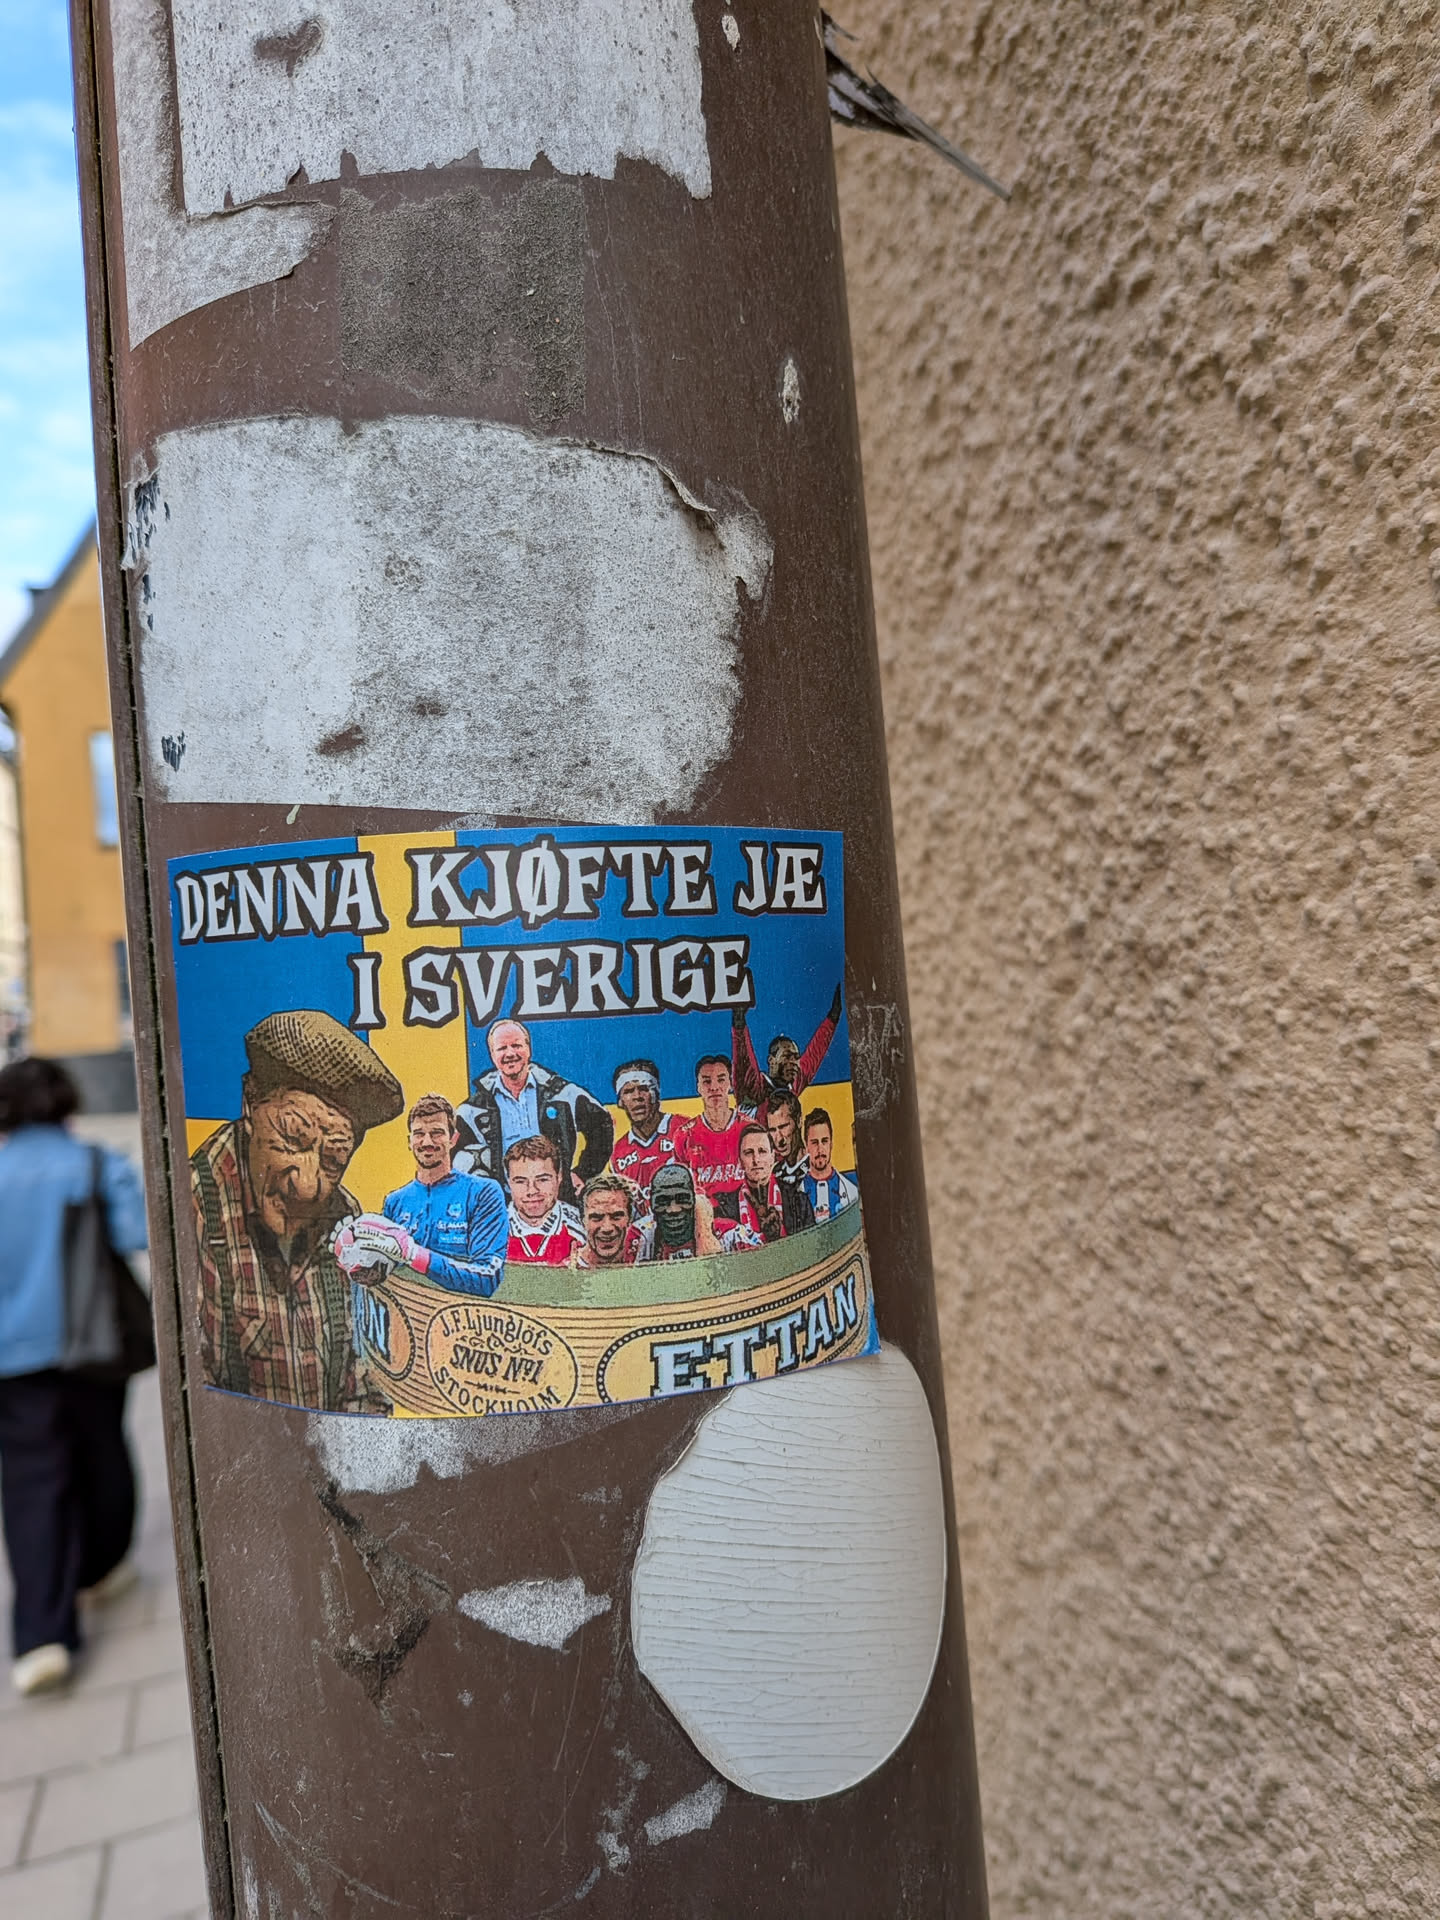 DENNA KJØFTE JÆ
I SVERIGE
J.F. Ljunglöfs
SNUS Nº1
STOCKHOLM
ETTAN